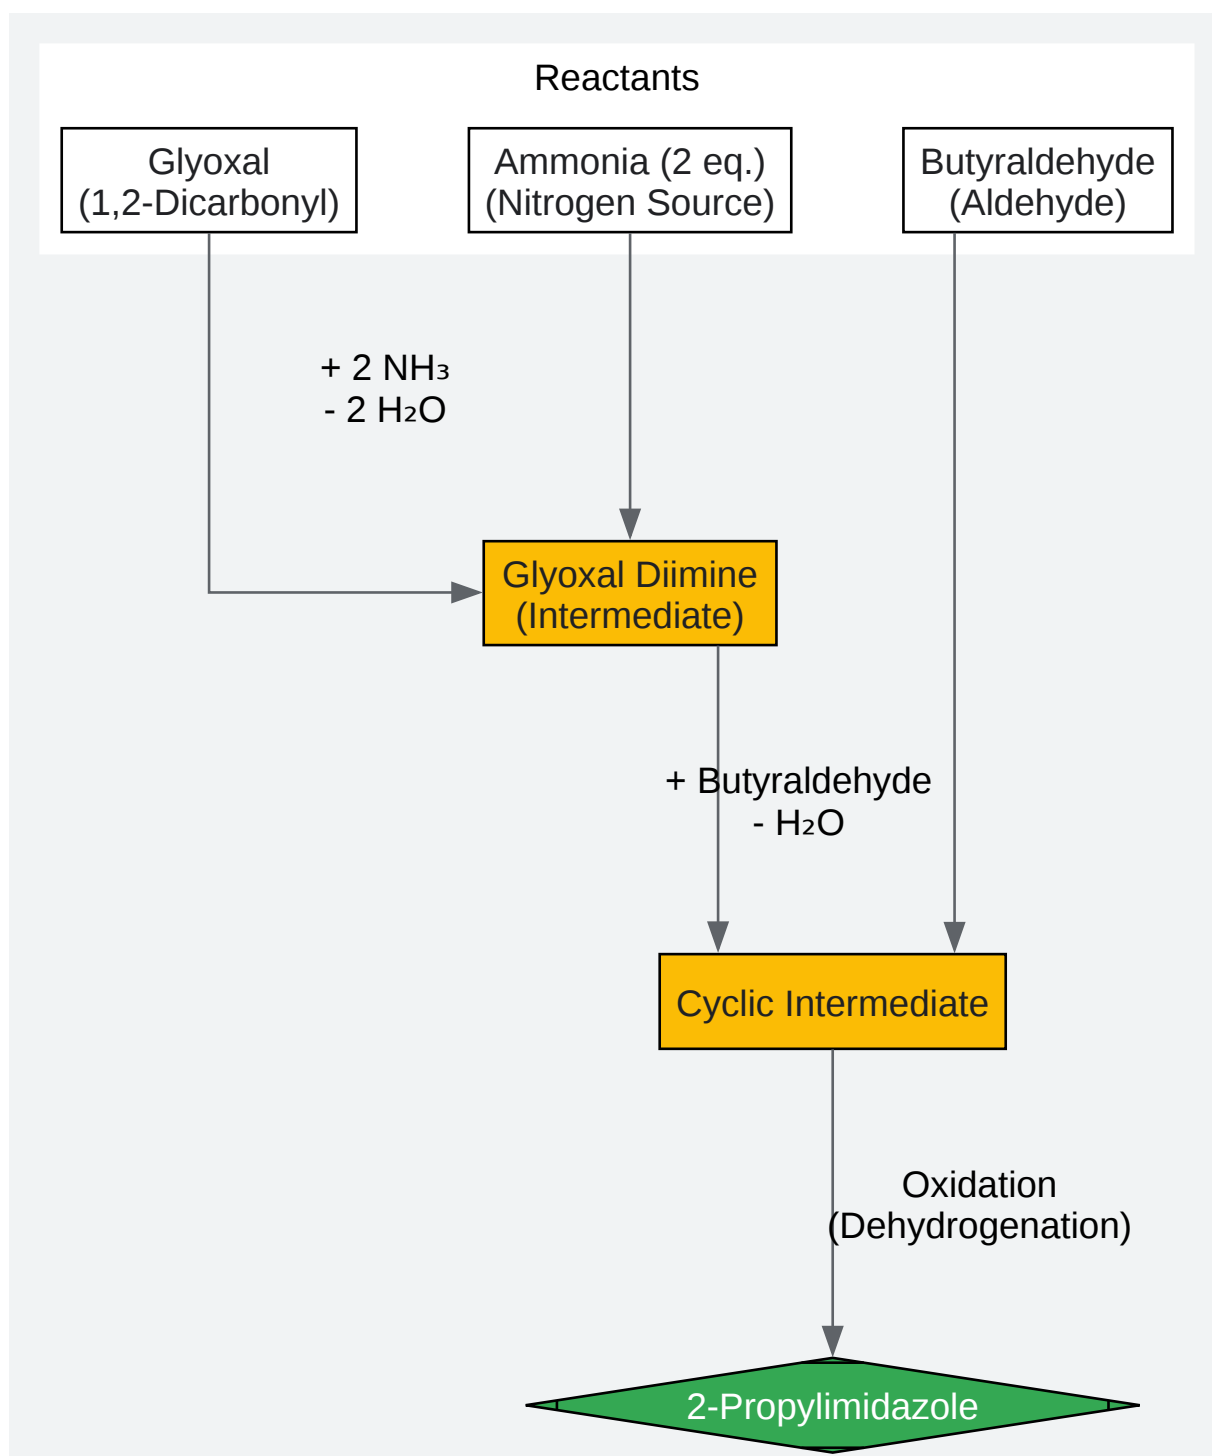 Reactants
Glyoxal
(1,2-Dicarbonyl)
Ammonia (2 eq.)
(Nitrogen Source)
Butyraldehyde
(Aldehyde)
+ 2 NH₃
- 2 H₂O
Glyoxal Diimine
(Intermediate)
+ Butyraldehyde
- H₂O
Cyclic Intermediate
Oxidation
(Dehydrogenation)
2-Propylimidazole